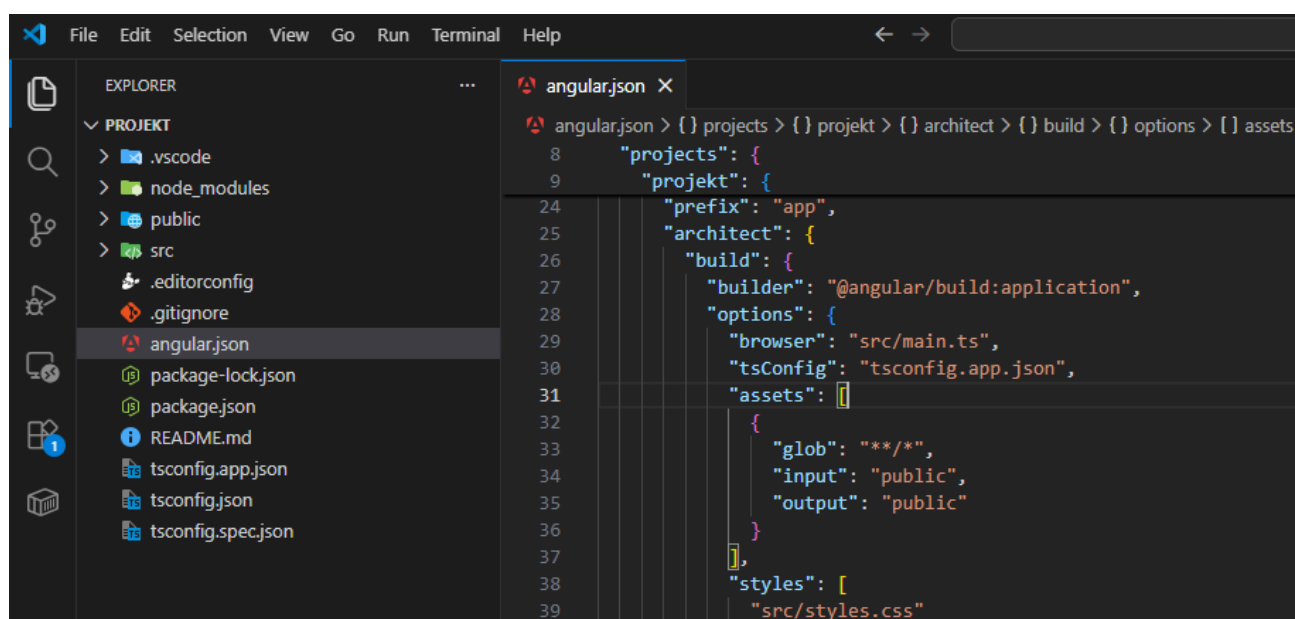 File Edit Selection View Go Run Terminal Help
EXPLORER
PROJEKT
.vscode
node_modules
public
src
.editorconfig
.gitignore
angular.json
package-lock.json
package.json
README.md
tsconfig.app.json
tsconfig.json
tsconfig.spec.json
1
angular.json
angular.json > { } projects > { } projekt > { } architect > { } build > { } options > [ ] assets
8 "projects": {
9 "projekt": {
24 "prefix": "app",
25 "architect": {
26 "build": {
27 "builder": "@angular/build:application",
28 "options": {
29 "browser": "src/main.ts",
30 "tsConfig": "tsconfig.app.json",
31 "assets": [
32 {
33 "glob": "**/*",
34 "input": "public",
35 "output": "public"
36 }
37 ],
38 "styles": [
39 "src/styles.css"